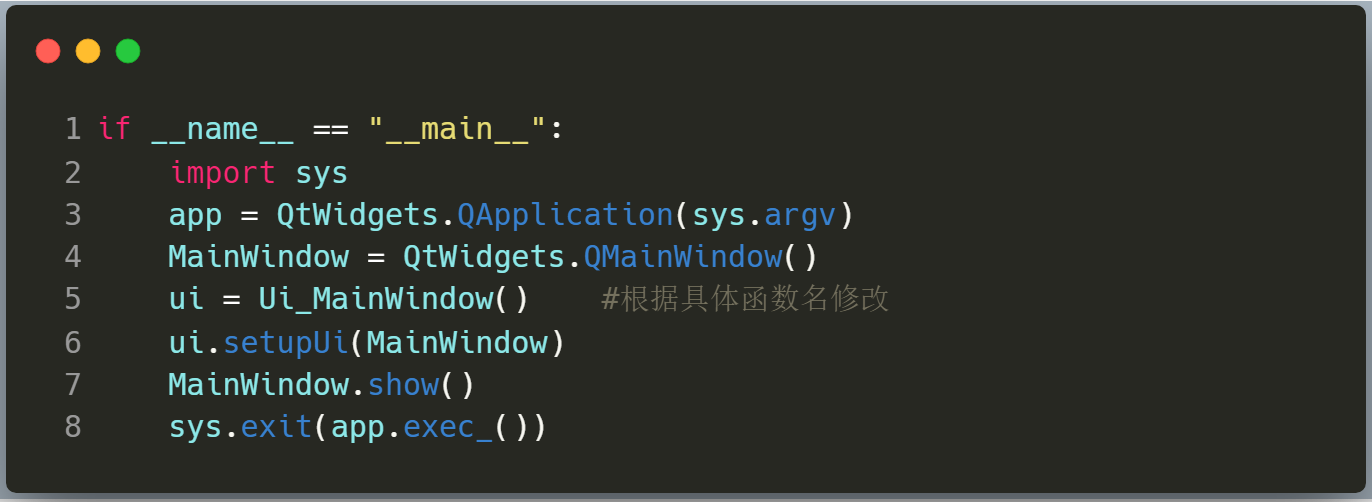 1 if __name__ == "__main__":
2     import sys
3     app = QtWidgets.QApplication(sys.argv)
4     MainWindow = QtWidgets.QMainWindow()
5     ui = Ui_MainWindow()    #根据具体函数名修改
6     ui.setupUi(MainWindow)
7     MainWindow.show()
8     sys.exit(app.exec_())